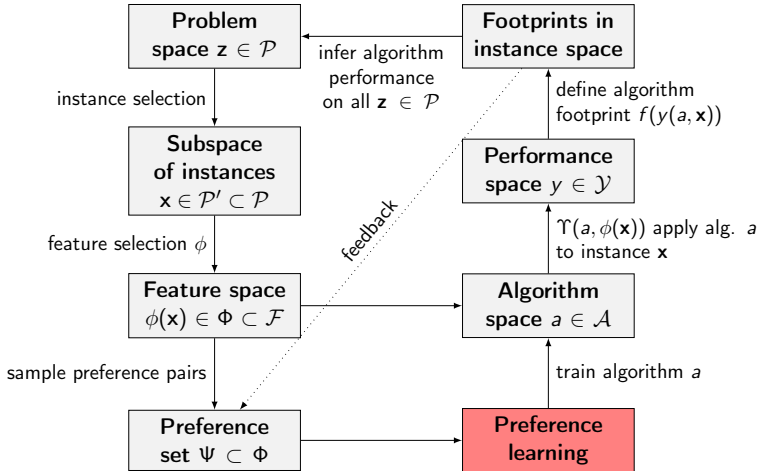 Problem
space z ∈ 𝒫
Footprints in
instance space
infer algorithm
performance
on all z ∈ 𝒫
instance selection
define algorithm
footprint f(y(a, x))
Subspace
of instances
x ∈ 𝒫′ ⊂ 𝒫
Performance
space y ∈ 𝒴
feedback
feature selection ϕ
ϒ(a, ϕ(x)) apply alg. a
to instance x
Feature space
ϕ(x) ∈ Φ ⊂ ℱ
Algorithm
space a ∈ 𝒜
sample preference pairs
train algorithm a
Preference
set Ψ ⊂ Φ
Preference
learning